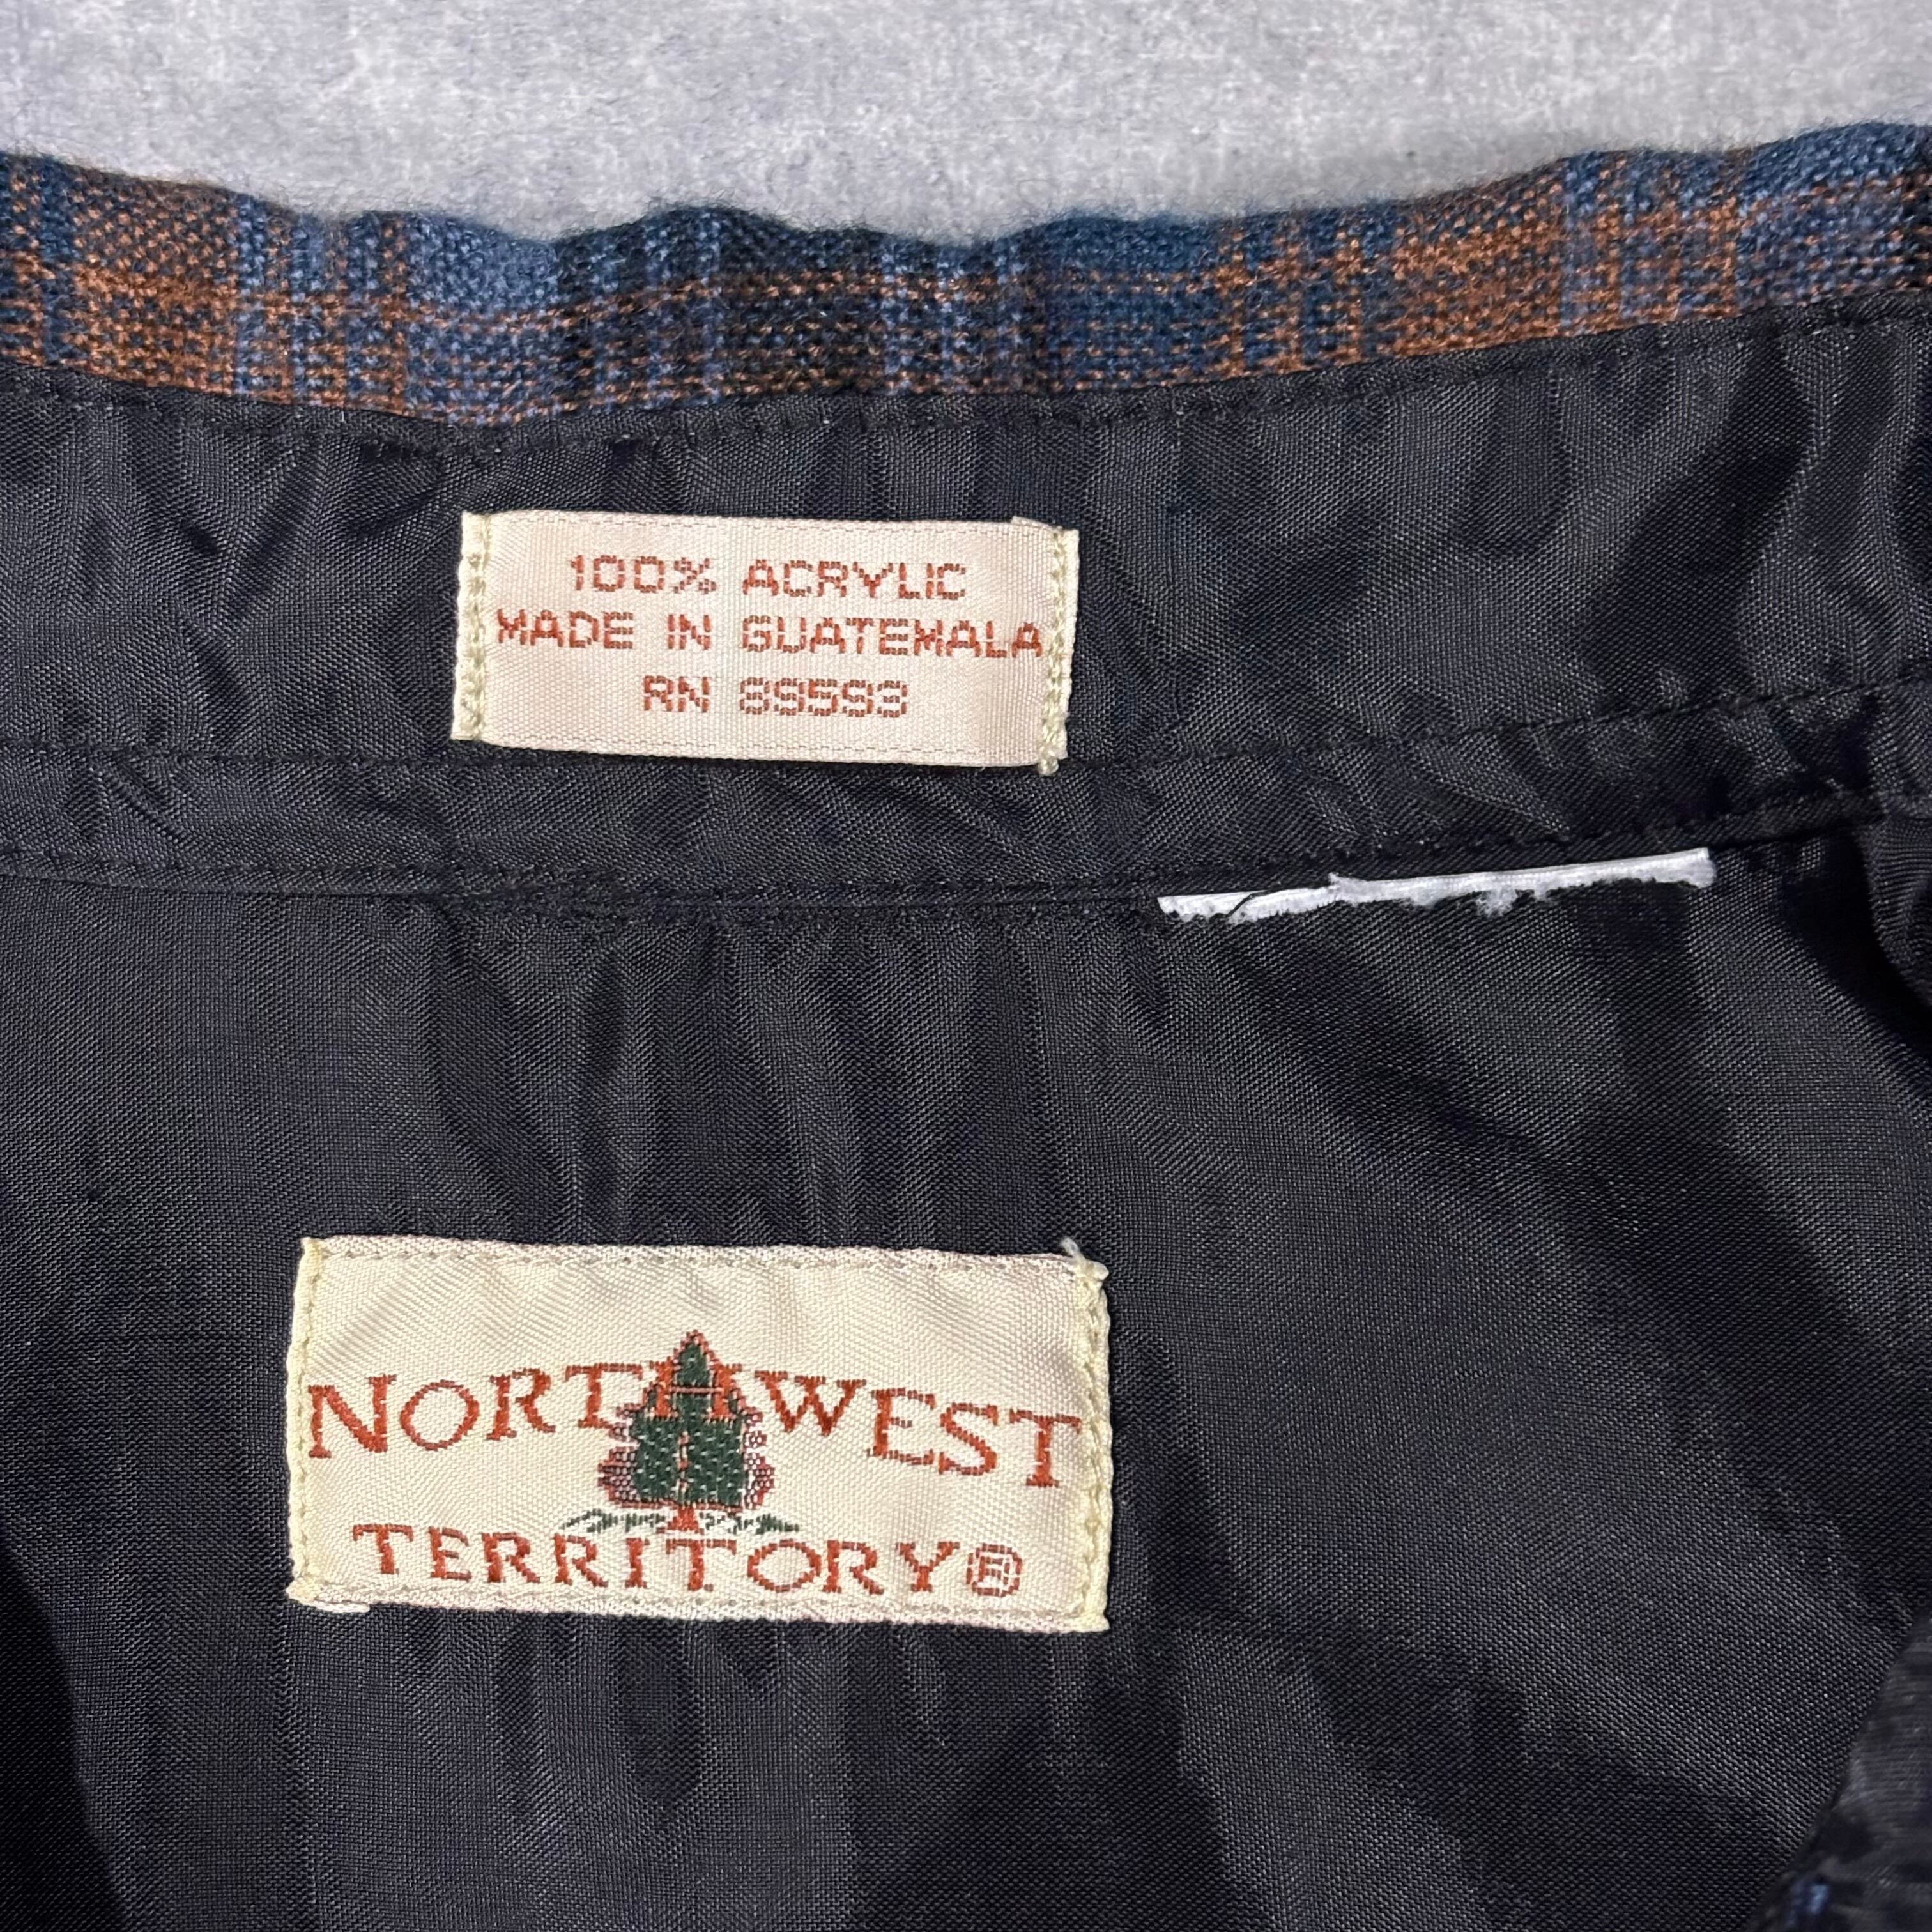 100% ACRYLIC
MADE IN GUATEMALA
RN 89593
NORTHWEST
TERRITORY®